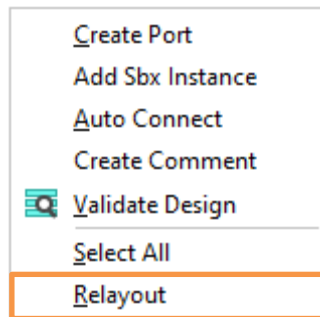 Create Port
Add Sbx Instance
Auto Connect
Create Comment
Validate Design
Select All
Relayout